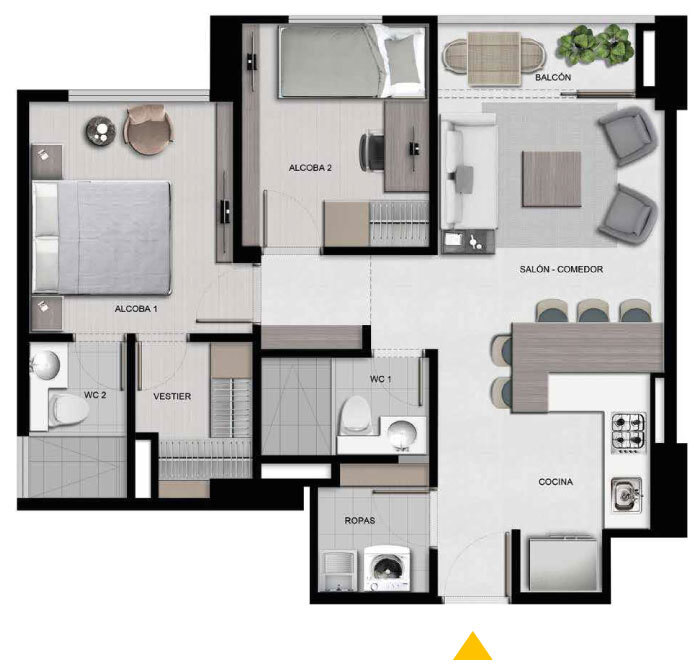 BALCÓN
ALCOBA 2
SALÓN - COMEDOR
ALCOBA 1
WC 1
WC 2
VESTIER
COCINA
ROPAS